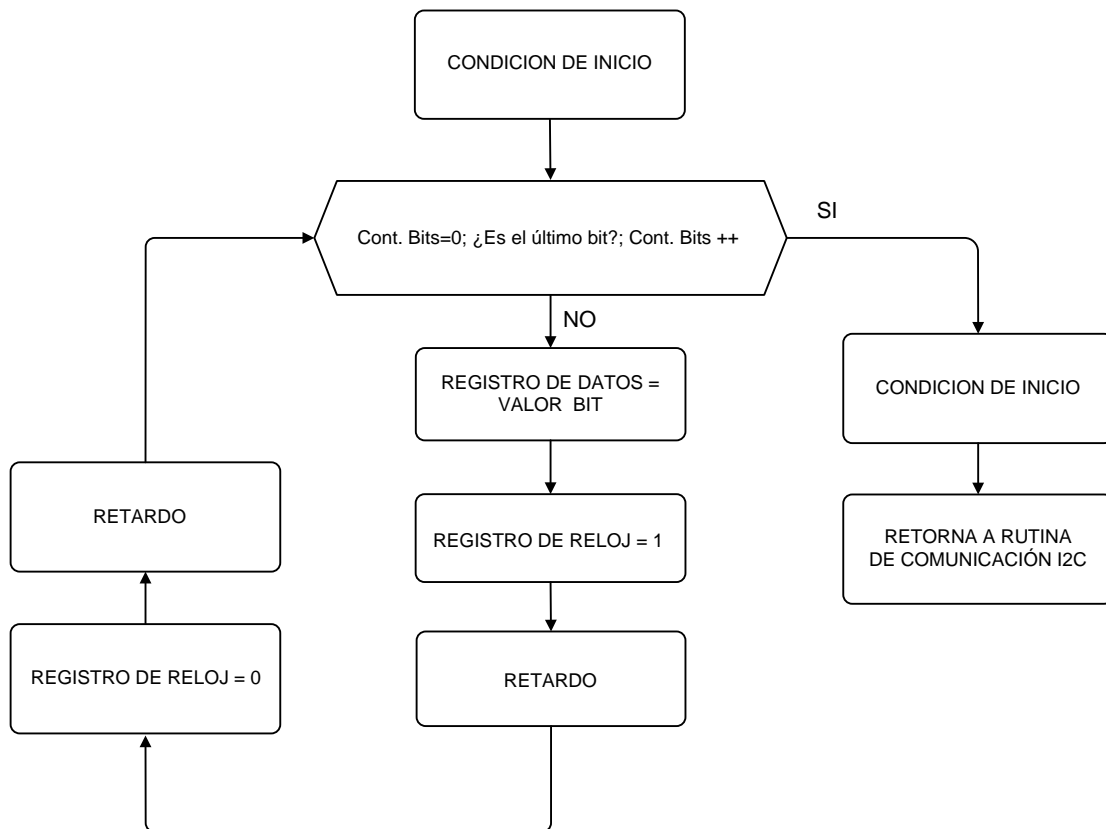 CONDICION DE INICIO
SI
Cont. Bits=0; ¿Es el último bit?; Cont. Bits ++
NO
REGISTRO DE DATOS =
VALOR BIT
CONDICION DE INICIO
RETARDO
REGISTRO DE RELOJ = 1
RETORNA A RUTINA
DE COMUNICACIÓN I2C
REGISTRO DE RELOJ = 0
RETARDO